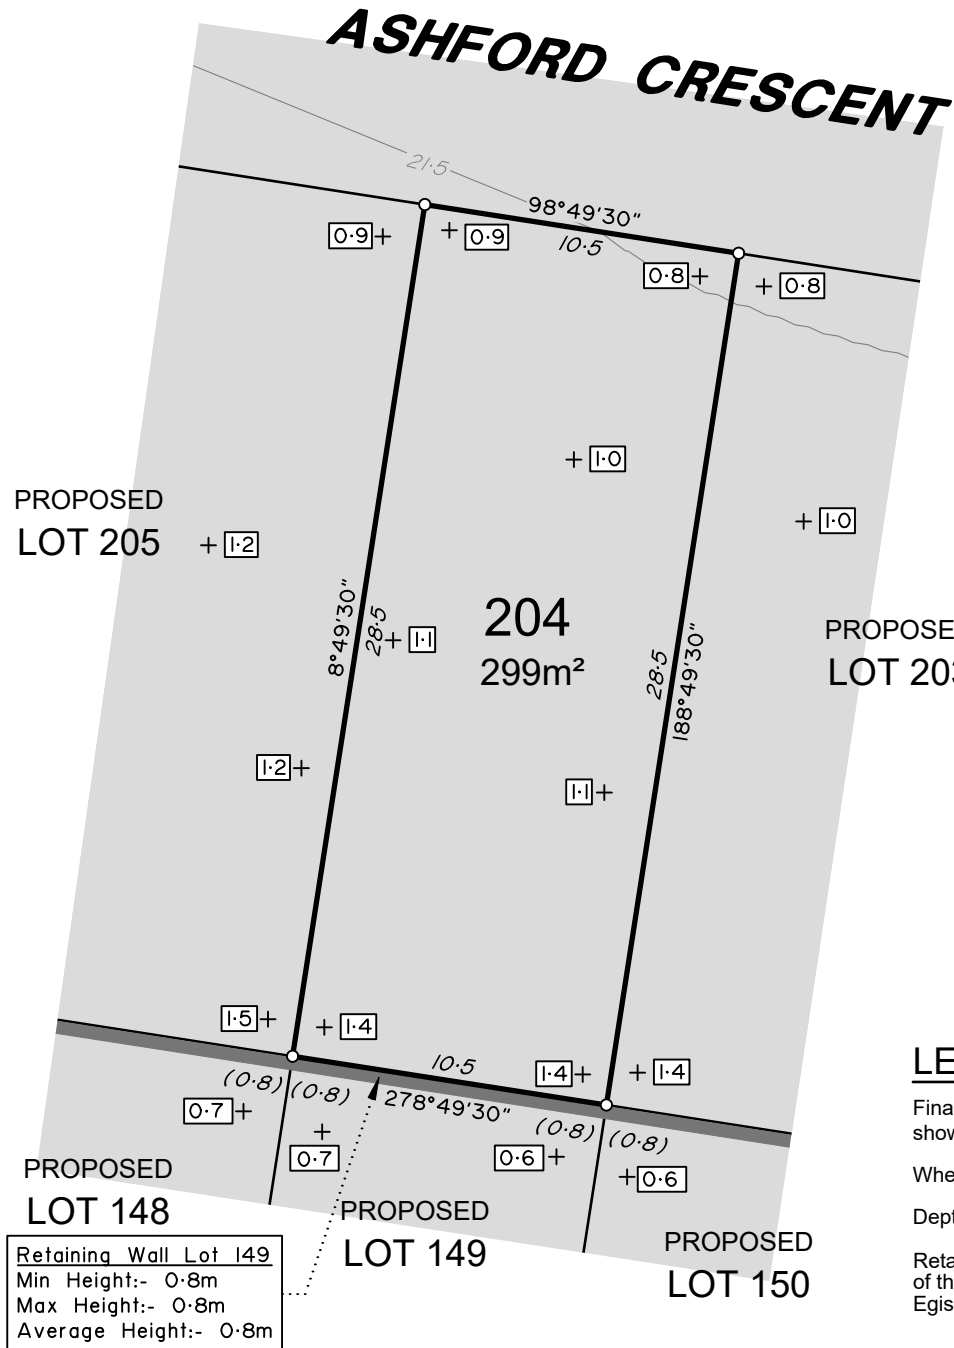 ASHFORD CRESCENT
21·5
98°49'30"
10·5
0·9
0·9
0·8
0·8
1·0
1·0
PROPOSED
LOT 205
1·2
8°49'30"
28·5
1·1
204
299m²
28·5
188°49'30"
LOT
1·2
1·1
1·5
1·4
10·5
1·4
1·4
(0·8)
(0·8)
278°49'30"
(0·8)
(0·8)
0·7
0·7
0·6
0·6
PROPOSED
LOT 148
PROPOSED
LOT 149
PROPOSED
LOT 150
Retaining Wall Lot 149
Min Height:- 0·8m
Max Height:- 0·8m
Average Height:- 0·8m
of